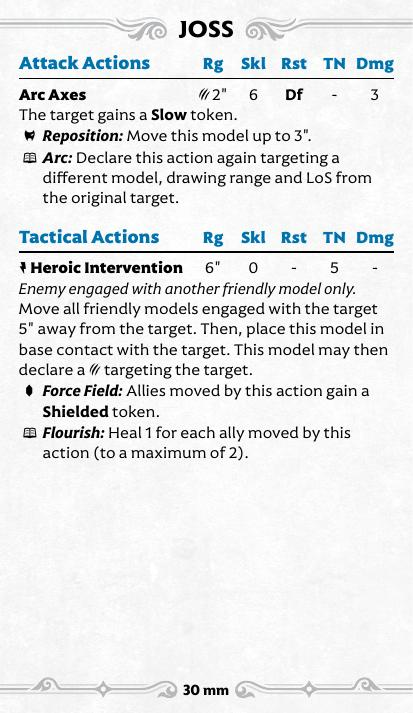 JOSS
Attack Actions Rg Skl Rst TN Dmg
Arc Axes 2" 6 Df - 3
The target gains a Slow token.
Reposition: Move this model up to 3".
Arc: Declare this action again targeting a
different model, drawing range and LoS from
the original target.
Tactical Actions Rg Skl Rst TN Dmg
Heroic Intervention 6" 0 - 5 -
Enemy engaged with another friendly model only.
Move all friendly models engaged with the target
5" away from the target. Then, place this model in
base contact with the target. This model may then
declare a targeting the target.
Force Field: Allies moved by this action gain a
Shielded token.
Flourish: Heal 1 for each ally moved by this
action (to a maximum of 2).
30 mm